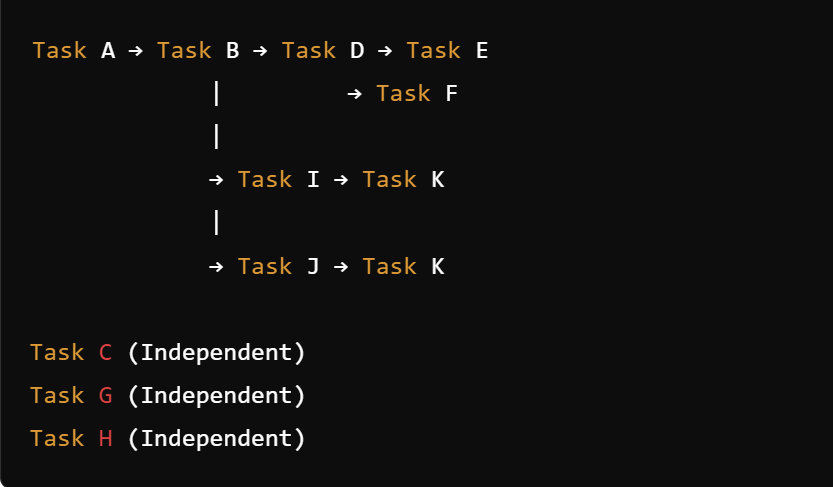 Task A → Task B → Task D → Task E
             |         → Task F
             |
             → Task I → Task K
             |
             → Task J → Task K
Task C (Independent)
Task G (Independent)
Task H (Independent)